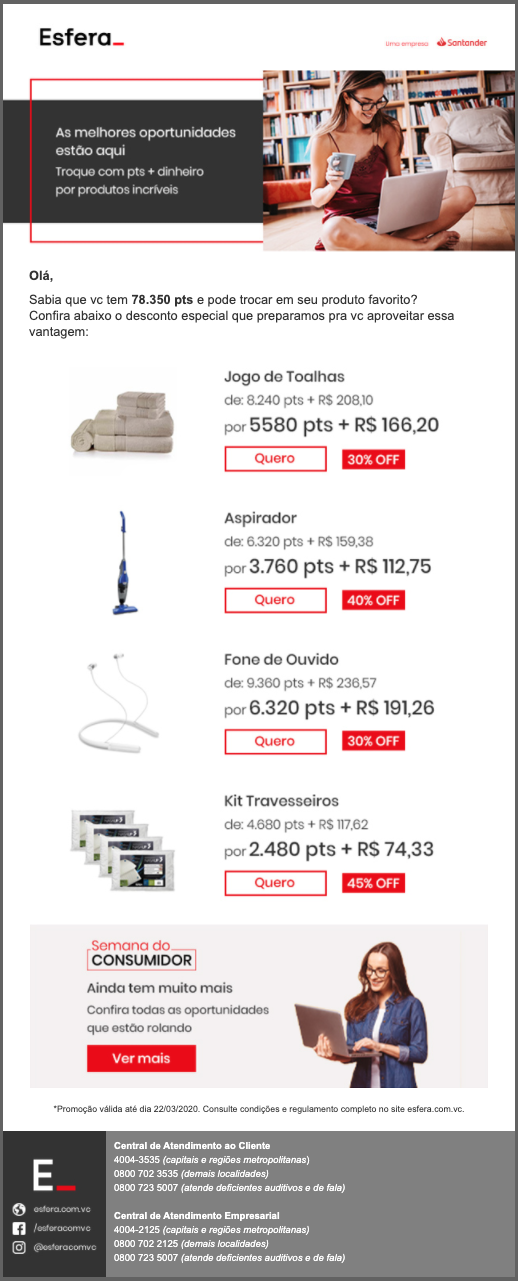 Esfera_
Uma empresa Santander
As melhores oportunidades
estão aqui
Troque com pts + dinheiro
por produtos incríveis
Olá,
Sabia que vc tem 78.350 pts e pode trocar em seu produto favorito?
Confira abaixo o desconto especial que preparamos pra vc aproveitar essa
vantagem:
Jogo de Toalhas
de: 8.240 pts + R$ 208,10
por 5580 pts + R$ 166,20
Quero 30% OFF
Aspirador
de: 6.320 pts + R$ 159,38
por 3.760 pts + R$ 112,75
Quero 40% OFF
Fone de Ouvido
de: 9.360 pts + R$ 236,57
por 6.320 pts + R$ 191,26
Quero 30% OFF
Kit Travesseiros
de: 4.680 pts + R$ 117,62
por 2.480 pts + R$ 74,33
Quero 45% OFF
Semana do
CONSUMIDOR
Ainda tem muito mais
Confira todas as oportunidades
que estão rolando
Ver mais
*Promoção válida até dia 22/03/2020. Consulte condições e regulamento completo no site esfera.com.vc.
E_
esfera.com.vc
/esferacomvc
@esferacomvc
Central de Atendimento ao Cliente
4004-3535 (capitais e regiões metropolitanas)
0800 702 3535 (demais localidades)
0800 723 5007 (atende deficientes auditivos e de fala)
Central de Atendimento Empresarial
4004-2125 (capitais e regiões metropolitanas)
0800 702 2125 (demais localidades)
0800 723 5007 (atende deficientes auditivos e de fala)